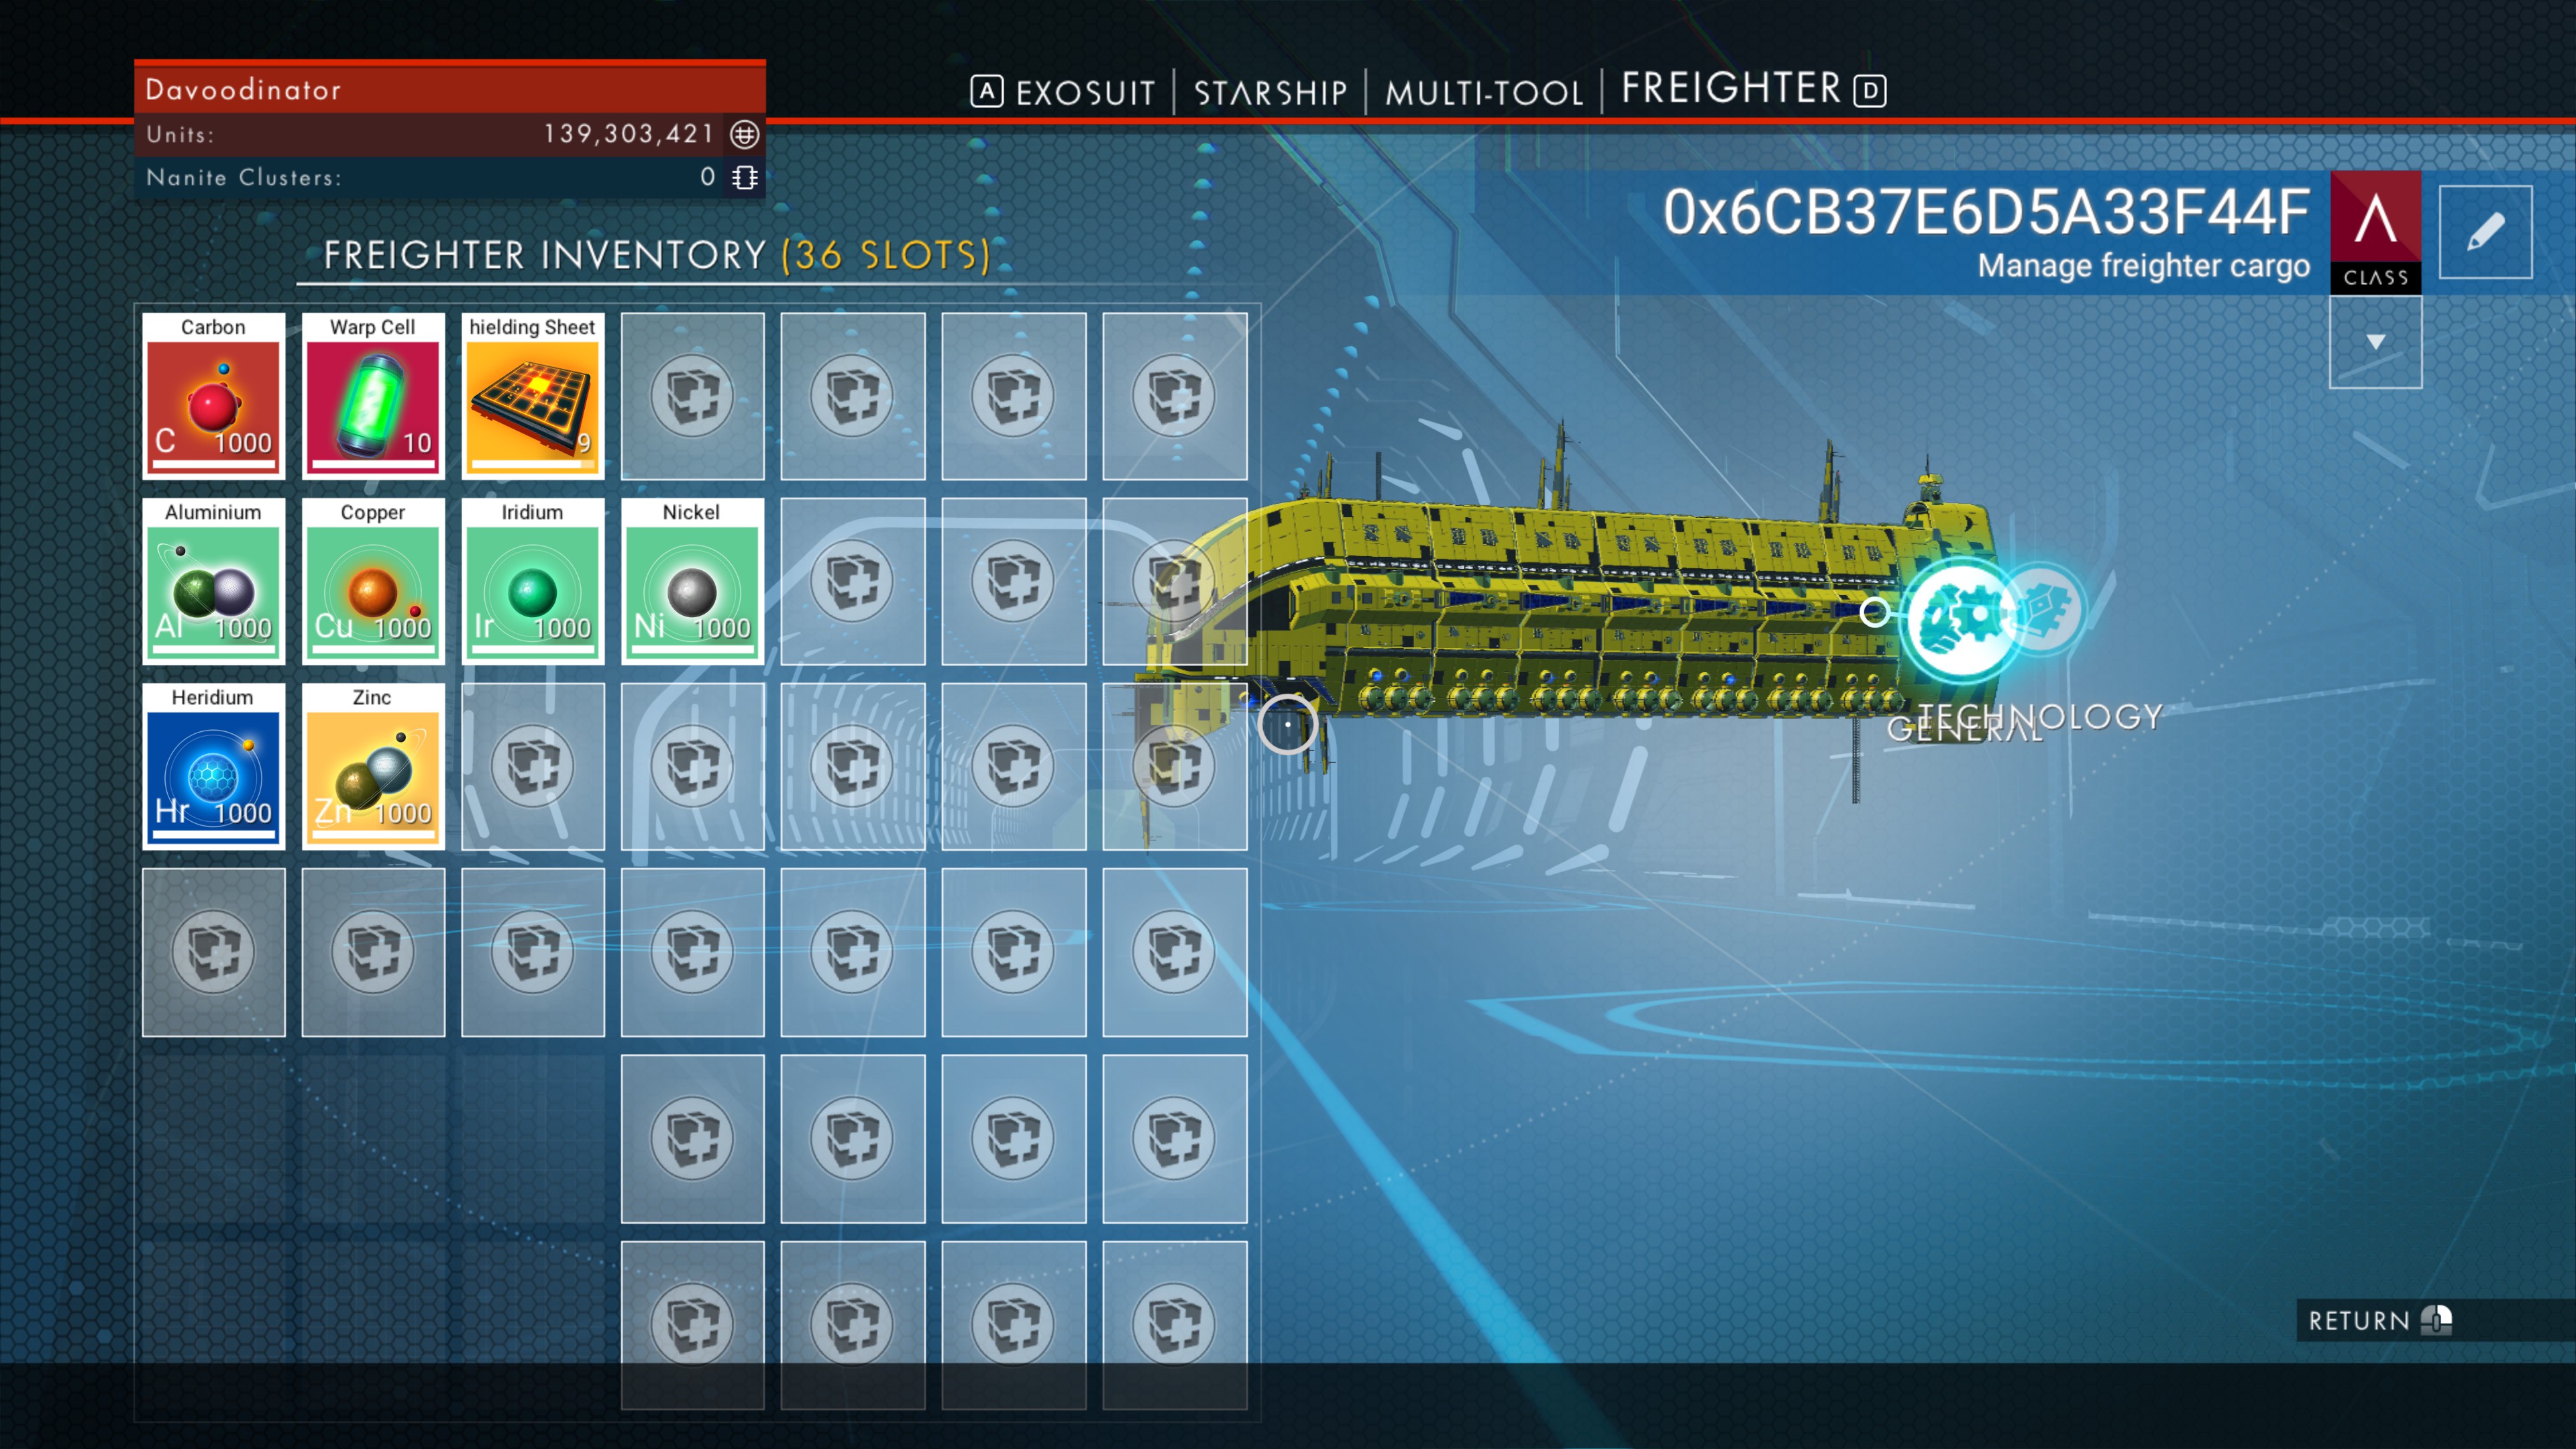 Davoodinator
Units: 139,303,421
Nanite Clusters: 0
A EXOSUIT STARSHIP MULTI-TOOL FREIGHTER D
0x6CB37E6D5A33F44F
Manage freighter cargo
CLASS
FREIGHTER INVENTORY (36 SLOTS)
Carbon Warp Cell hielding Sheet
C 1000 10 9
Aluminium Copper Iridium Nickel
Al 1000 Cu 1000 Ir 1000 Ni 1000
Heridium Zinc
Hr 1000 Zn 1000
TECHNOLOGY
GENERAL
RETURN